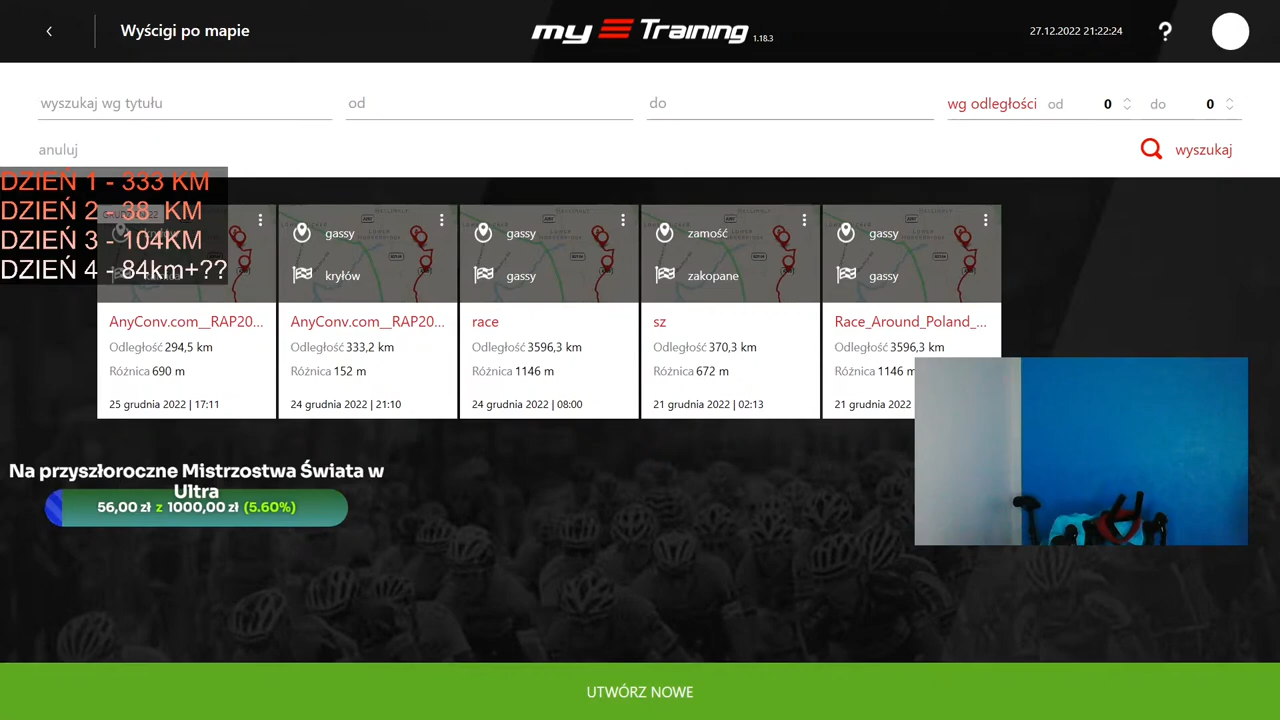 Wyścigi po mapie
my Training 1.18.3
27.12.2022 21:22:24
?
wyszukaj wg tytułu
od
do
wg odległości od 0 do 0
anuluj
wyszukaj
DZIEŃ 1 - 333 KM
DZIEŃ 2 - 38 KM
DZIEŃ 3 - 104KM
DZIEŃ 4 - 84km+??
gassy
kryłów
gassy
gassy
zamość
zakopane
gassy
gassy
AnyConv.com__RAP20...
Odległość 294,5 km
Różnica 690 m
25 grudnia 2022 | 17:11
AnyConv.com__RAP20...
Odległość 333,2 km
Różnica 152 m
24 grudnia 2022 | 21:10
race
Odległość 3596,3 km
Różnica 1146 m
24 grudnia 2022 | 08:00
sz
Odległość 370,3 km
Różnica 672 m
21 grudnia 2022 | 02:13
Race_Around_Poland_...
Odległość 3596,3 km
Różnica 1146 m
21 grudnia 2022
Na przyszłoroczne Mistrzostwa Świata w
Ultra
56,00 zł z 1000,00 zł (5.60%)
UTWÓRZ NOWE